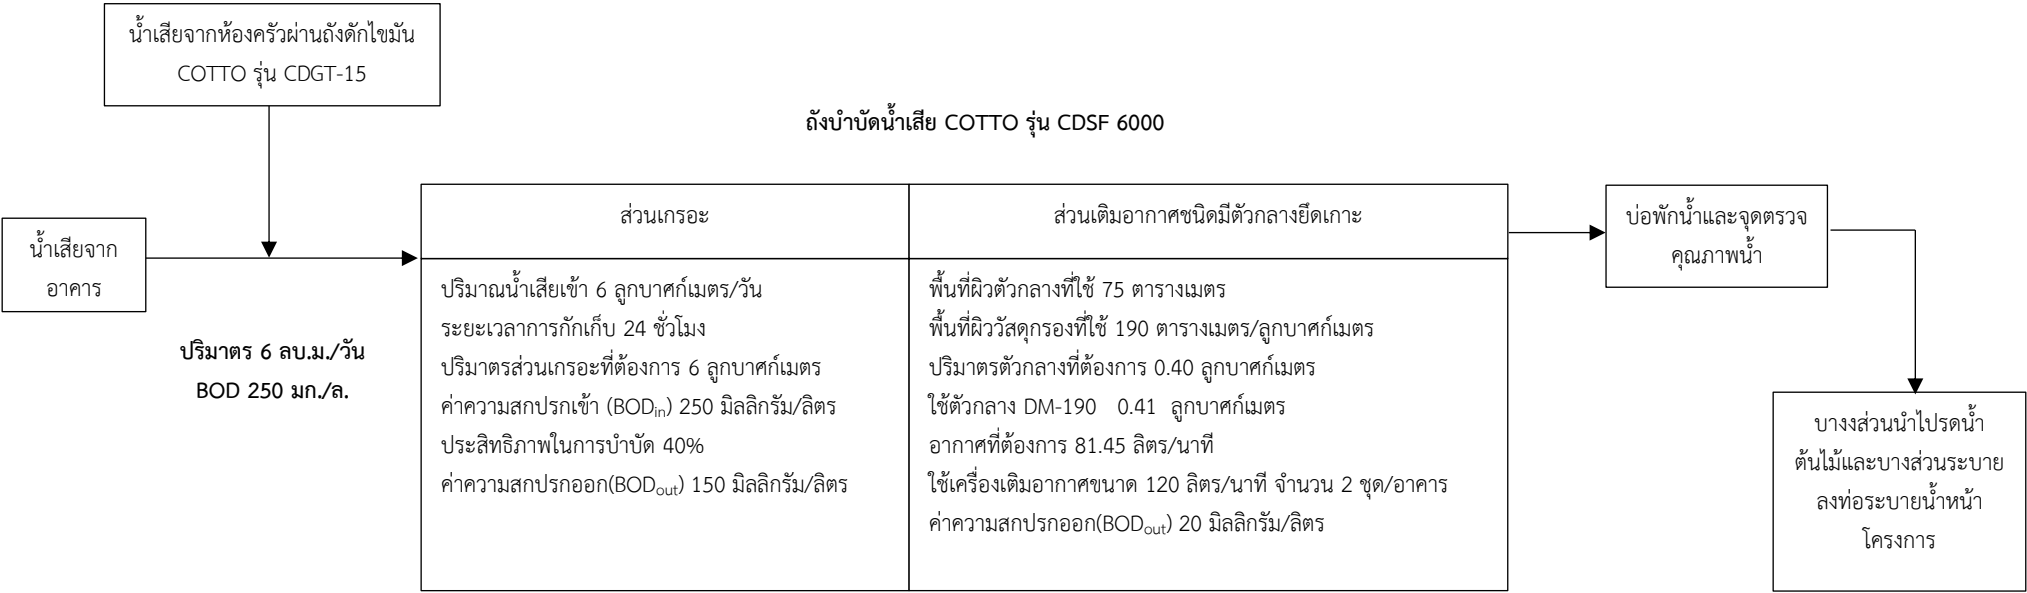 น้ำเสียจากห้องครัวผ่านถังดักไขมัน
COTTO รุ่น CDGT-15
ถังบำบัดน้ำเสีย COTTO รุ่น CDSF 6000
น้ำเสียจาก
อาคาร
ปริมาตร 6 ลบ.ม./วัน
BOD 250 มก./ล.
ส่วนเกรอะ
ปริมาณน้ำเสียเข้า 6 ลูกบาศก์เมตร/วัน
ระยะเวลาการกักเก็บ 24 ชั่วโมง
ปริมาตรส่วนเกรอะที่ต้องการ 6 ลูกบาศก์เมตร
ค่าความสกปรกเข้า (BODin) 250 มิลลิกรัม/ลิตร
ประสิทธิภาพในการบำบัด 40%
ค่าความสกปรกออก(BODout) 150 มิลลิกรัม/ลิตร
ส่วนเติมอากาศชนิดมีตัวกลางยึดเกาะ
พื้นที่ผิวตัวกลางที่ใช้ 75 ตารางเมตร
พื้นที่ผิววัสดุกรองที่ใช้ 190 ตารางเมตร/ลูกบาศก์เมตร
ปริมาตรตัวกลางที่ต้องการ 0.40 ลูกบาศก์เมตร
ใช้ตัวกลาง DM-190 0.41 ลูกบาศก์เมตร
อากาศที่ต้องการ 81.45 ลิตร/นาที
ใช้เครื่องเติมอากาศขนาด 120 ลิตร/นาที จำนวน 2 ชุด/อาคาร
ค่าความสกปรกออก(BODout) 20 มิลลิกรัม/ลิตร
บ่อพักน้ำและจุดตรวจ
คุณภาพน้ำ
บางงส่วนนำไปรดน้ำ
ต้นไม้และบางส่วนระบาย
ลงท่อระบายน้ำหน้า
โครงการ